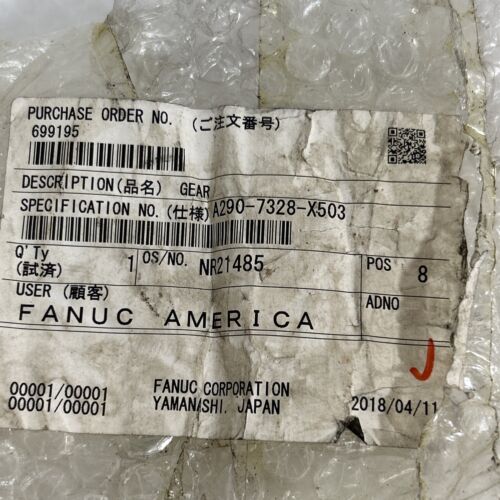 PURCHASE ORDER NO. (ご注文番号)
699195
DESCRIPTION(品名) GEAR
SPECIFICATION NO.(仕様)A290-7328-X503
Q'Ty (試済) 1 OS/NO. NR21485 POS 8
USER (顧客) ADNO
FANUC AMERICA
00001/00001 FANUC CORPORATION
00001/00001 YAMANASHI. JAPAN 2018/04/11